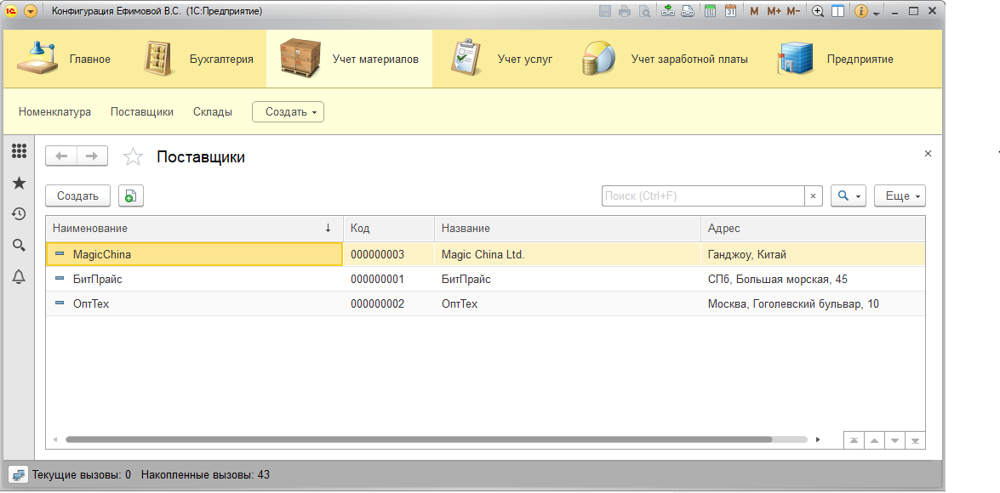 Конфигурация Ефимовой В.С. (1С:Предприятие) 31 M M+ M-
Главное Бухгалтерия Учет материалов Учет услуг Учет заработной платы Предприятие
Номенклатура Поставщики Склады Создать
Поставщики
Создать Поиск (Ctrl+F) Еще
Наименование Код Название Адрес
MagicChina 000000003 Magic China Ltd. Ганджоу, Китай
БитПрайс 000000001 БитПрайс СПб, Большая морская, 45
ОптТех 000000002 ОптТех Москва, Гоголевский бульвар, 10
Текущие вызовы: 0 Накопленные вызовы: 43